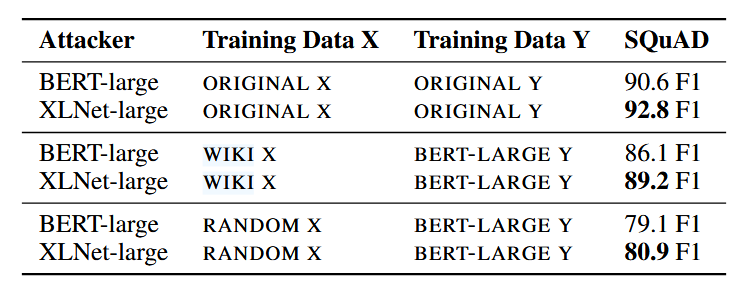 Attacker Training Data X Training Data Y SQuAD
BERT-large ORIGINAL X ORIGINAL Y 90.6 F1
XLNet-large ORIGINAL X ORIGINAL Y 92.8 F1
BERT-large WIKI X BERT-LARGE Y 86.1 F1
XLNet-large WIKI X BERT-LARGE Y 89.2 F1
BERT-large RANDOM X BERT-LARGE Y 79.1 F1
XLNet-large RANDOM X BERT-LARGE Y 80.9 F1